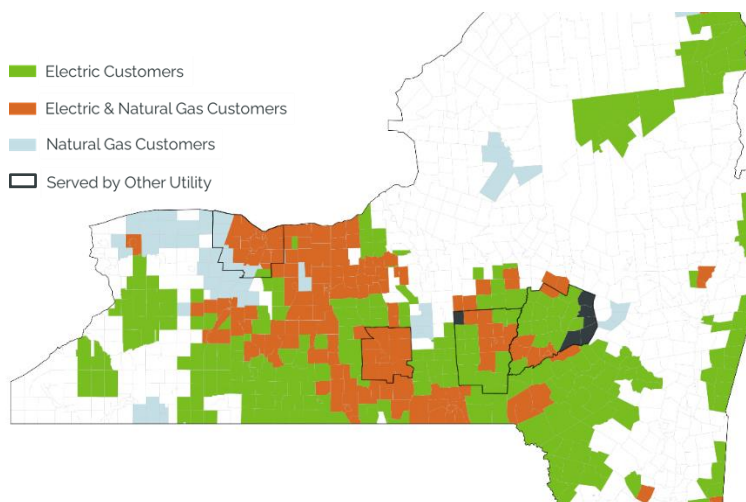 Electric Customers
Electric & Natural Gas Customers
Natural Gas Customers
Served by Other Utility